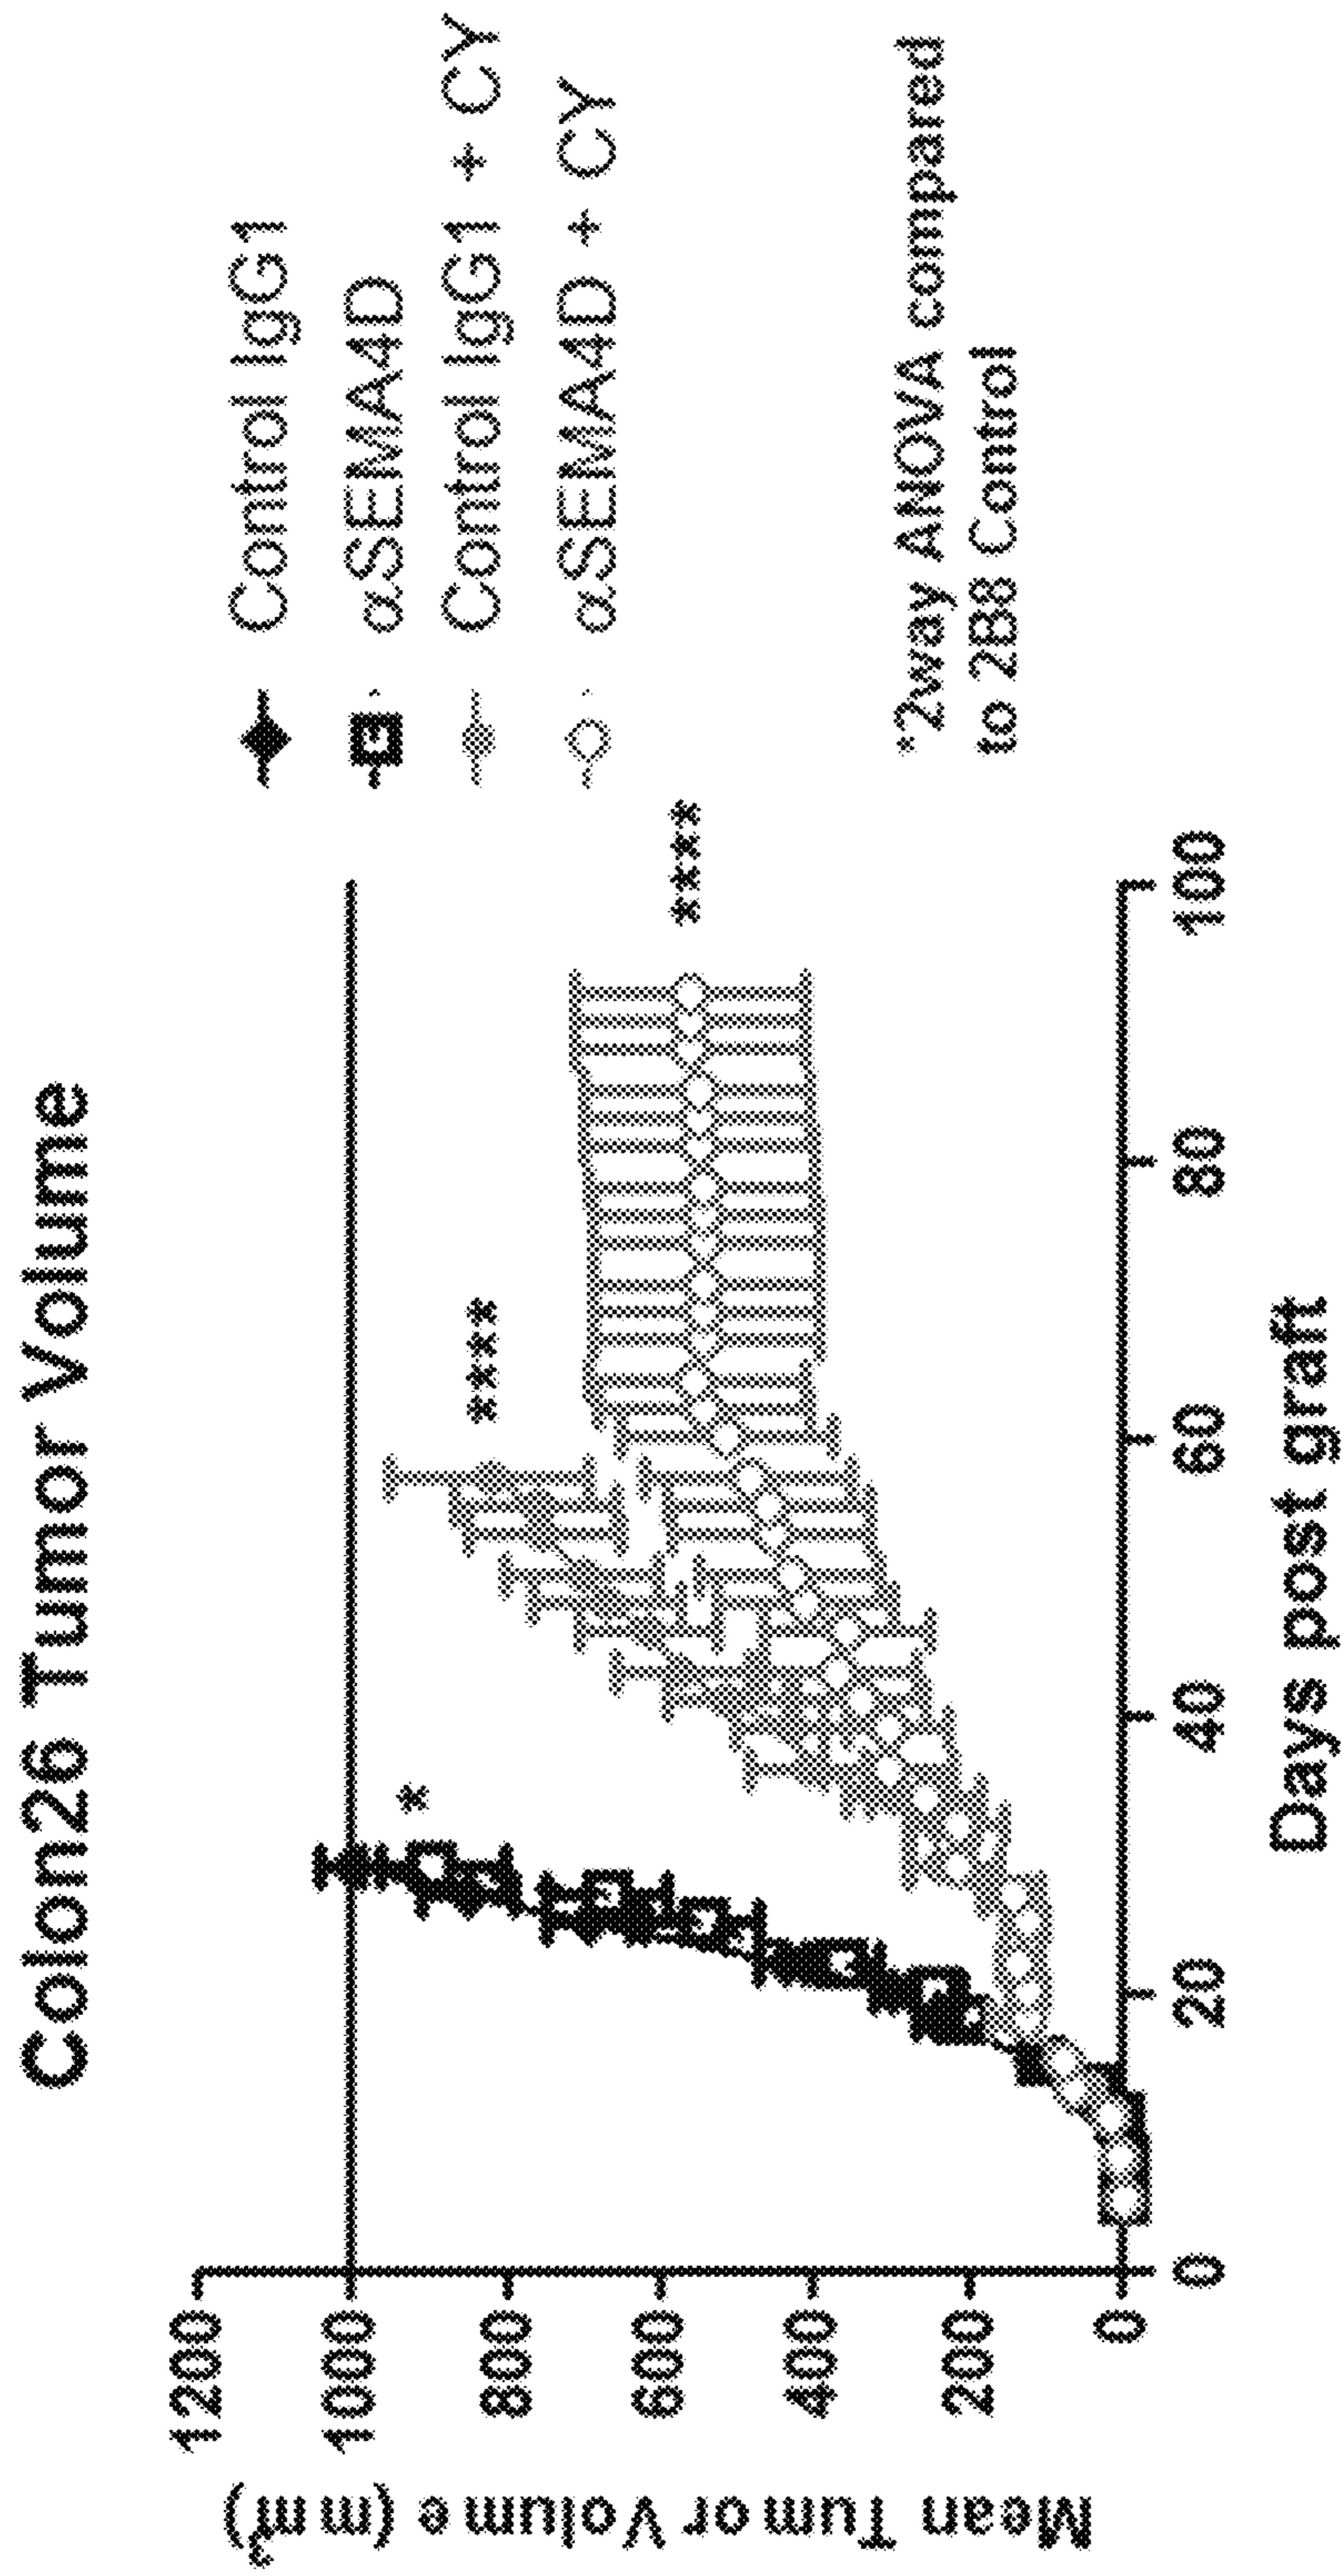 Colon26 Tumor Volume
Control IgG1
αSEMA4D
Control IgG1 + CY
αSEMA4D + CY
*2way ANOVA compared
to 2B8 Control
Mean Tumor Volume (mm³)
1200
1000
800
600
400
200
0
*
****
****
0 20 40 60 80 100
Days post graft